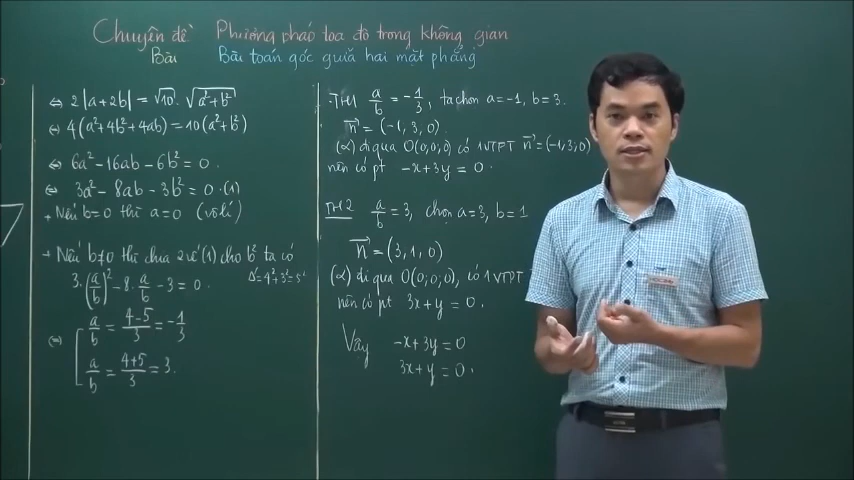 Chuyên đề Phương pháp tọa độ trong không gian
Bài Bài toán góc giữa hai mặt phẳng
⇔ 2|a+2b| = √10 . √(a²+b²)
⇔ 4(a²+4b²+4ab) = 10(a²+b²)
⇔ 6a² - 16ab - 6b² = 0.
⇔ 3a² - 8ab - 3b² = 0 . (1)
+ Nếu b=0 thì a=0 (vô lí)
+ Nếu b≠0 thì chia 2 vế (1) cho b² ta có
3.(a/b)² - 8. a/b - 3 = 0. Δ' = 4²+3²=5²
⇔ [ a/b = (4-5)/3 = -1/3
a/b = (4+5)/3 = 3.
. TH1 a/b = -1/3, ta chọn a=-1, b=3.
n⃗ = (-1, 3, 0).
(α) đi qua O(0;0;0) có 1 VTPT n⃗ = (-1;3;0)
nên có pt -x+3y = 0.
TH2 a/b = 3, chọn a=3, b=1
n⃗ = (3, 1, 0)
(α) đi qua O(0;0;0), có 1 VTPT
nên có pt 3x+y = 0.
Vậy -x+3y = 0
3x+y = 0.